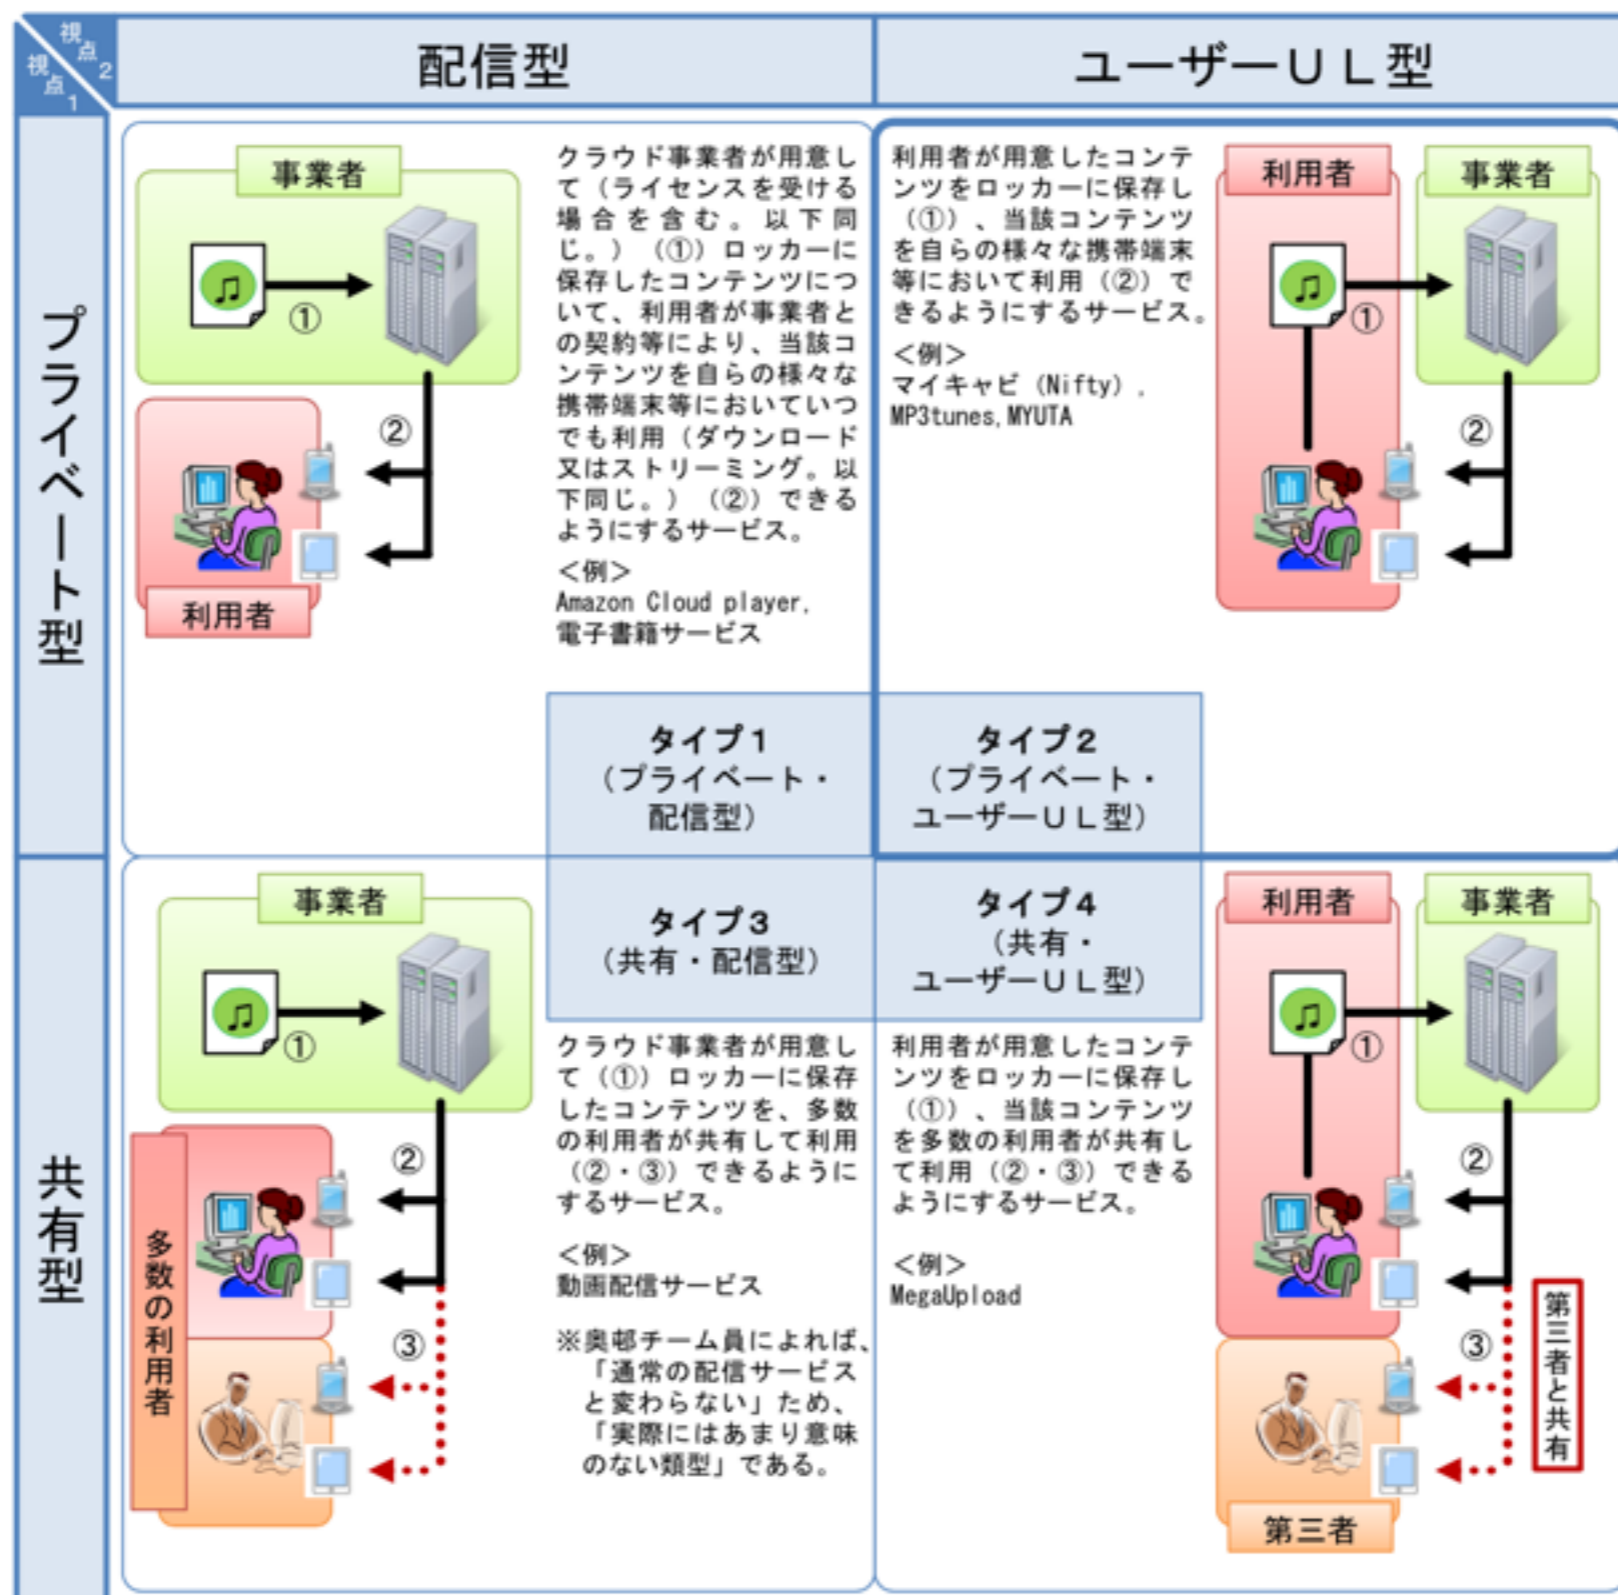 視点2
視点1
配信型
ユーザーUL型
プライベート型
事業者
①
②
利用者
クラウド事業者が用意し
て（ライセンスを受ける
場合を含む。以下同
じ。）（①）ロッカーに
保存したコンテンツにつ
いて、利用者が事業者と
の契約等により、当該コ
ンテンツを自らの様々な
携帯端末等においていつ
でも利用（ダウンロード
又はストリーミング。以
下同じ。）（②）できる
ようにするサービス。
＜例＞
Amazon Cloud player,
電子書籍サービス
タイプ1
（プライベート・
配信型）
利用者が用意したコンテ
ンツをロッカーに保存し
（①）、当該コンテンツ
を自らの様々な携帯端末
等において利用（②）で
きるようにするサービス。
＜例＞
マイキャビ（Nifty）,
MP3tunes,MYUTA
利用者
事業者
①
②
タイプ2
（プライベート・
ユーザーUL型）
共有型
事業者
①
②
③
多数の利用者
タイプ3
（共有・配信型）
クラウド事業者が用意し
て（①）ロッカーに保存
したコンテンツを、多数
の利用者が共有して利用
（②・③）できるように
するサービス。
＜例＞
動画配信サービス
※奥邨チーム員によれば、
「通常の配信サービス
と変わらない」ため、
「実際にはあまり意味
のない類型」である。
タイプ4
（共有・
ユーザーUL型）
利用者が用意したコンテ
ンツをロッカーに保存し
（①）、当該コンテンツ
を多数の利用者が共有し
て利用（②・③）できる
ようにするサービス。
＜例＞
MegaUpload
利用者
事業者
①
②
③
第三者と共有
第三者